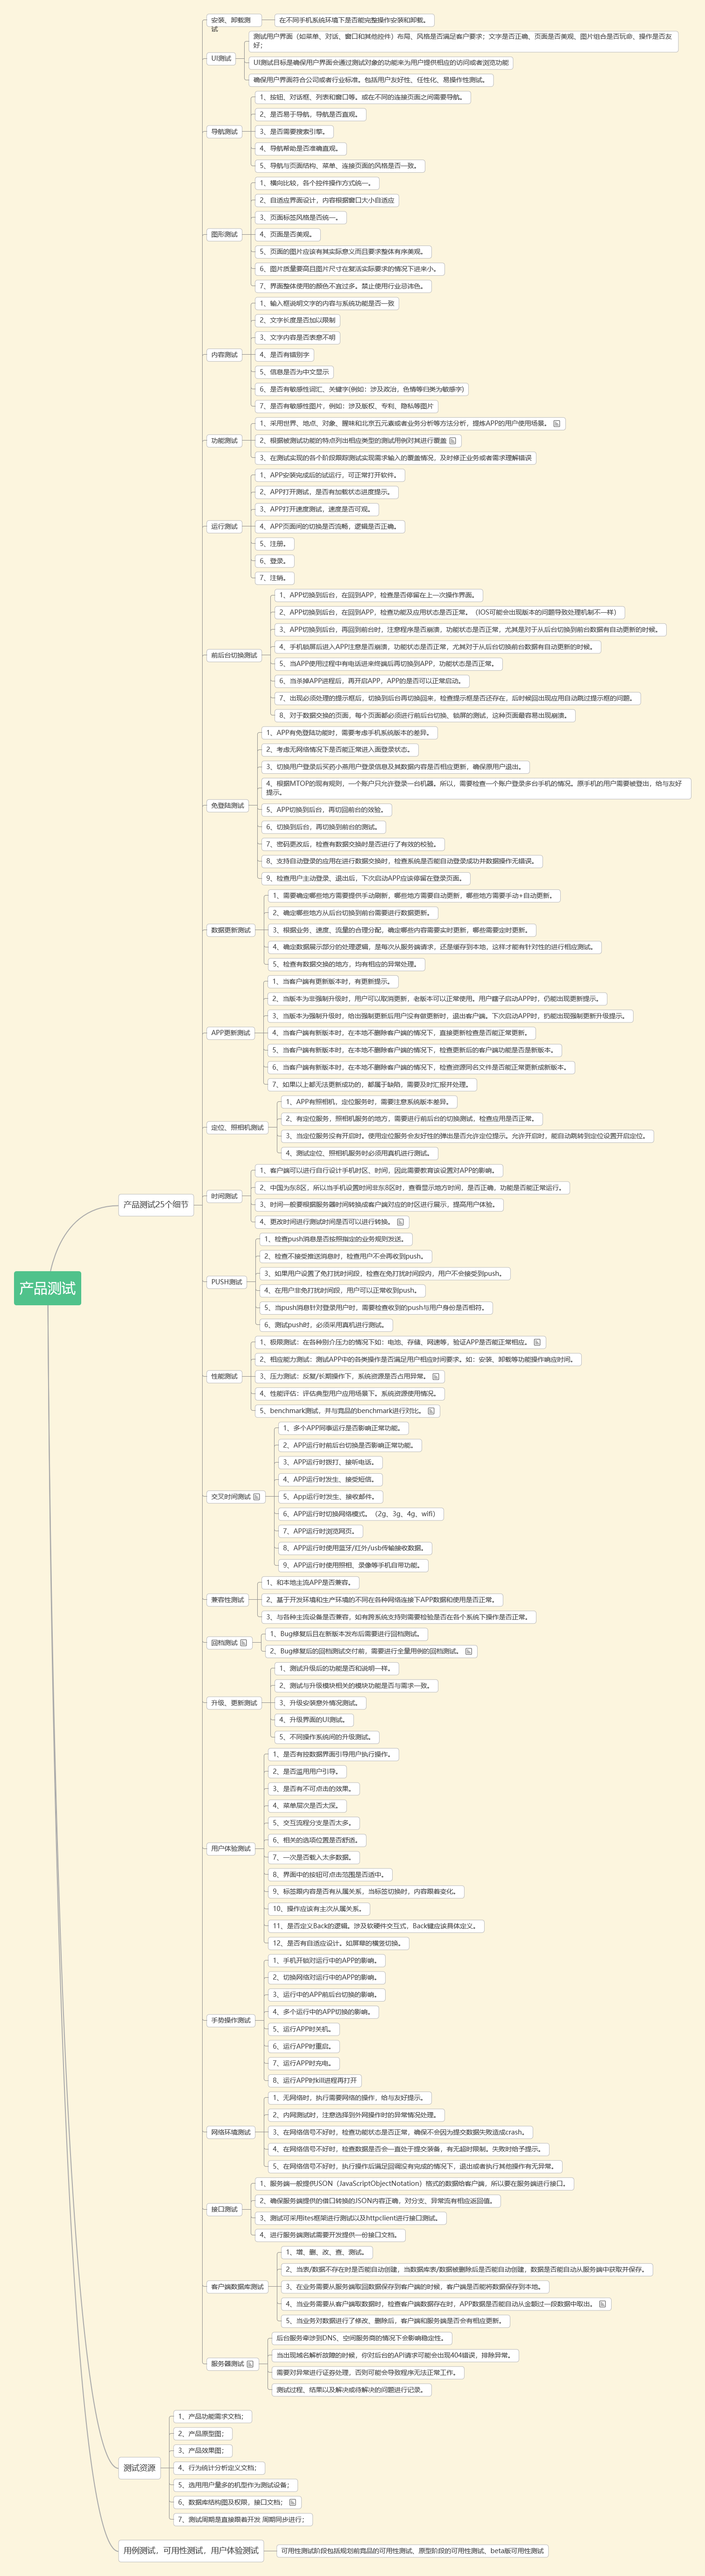 产品测试
产品测试25个细节
安装、卸载测试
在不同手机系统环境下是否能完整操作安装和卸载。
UI测试
测试用户界面（如菜单、对话、窗口和其他控件）布局、风格是否满足客户要求；文字是否正确、页面是否美观、图片组合是否玩命、操作是否友好；
UI测试目标是确保用户界面会通过测试对象的功能来为用户提供相应的访问或者浏览功能
确保用户界面符合公司或者行业标准。包括用户友好性、任性化、易操作性测试。
导航测试
1、按钮、对话框、列表和窗口等。或在不同的连接页面之间需要导航。
2、是否易于导航，导航是否直观。
3、是否需要搜索引擎。
4、导航帮助是否准确直观。
5、导航与页面结构、菜单、连接页面的风格是否一致。
图形测试
1、横向比较，各个控件操作方式统一。
2、自适应界面设计，内容根据窗口大小自适应
3、页面标签风格是否统一。
4、页面是否美观。
5、页面的图片应该有其实际意义而且要求整体有序美观。
6、图片质量要高且图片尺寸在复活实际要求的情况下进来小。
7、界面整体使用的颜色不宜过多。禁止使用行业忌讳色。
内容测试
1、输入框说明文字的内容与系统功能是否一致
2、文字长度是否加以限制
3、文字内容是否表意不明
4、是否有错别字
5、信息是否为中文显示
6、是否有敏感性词汇、关键字(例如：涉及政治，色情等归类为敏感字)
7、是否有敏感性图片，例如：涉及版权、专利、隐私等图片
功能测试
1、采用世界、地点、对象、腥味和北京五元素或者业务分析等方法分析，提炼APP的用户使用场景。
2、根据被测试功能的特点列出相应类型的测试用例对其进行覆盖
3、在测试实现的各个阶段跟踪测试实现需求输入的覆盖情况，及时修正业务或者需求理解错误
运行测试
1、APP安装完成后的试运行，可正常打开软件。
2、APP打开测试，是否有加载状态进度提示。
3、APP打开速度测试，速度是否可观。
4、APP页面间的切换是否流畅，逻辑是否正确。
5、注册。
6、登录。
7、注销。
前后台切换测试
1、APP切换到后台，在回到APP，检查是否停留在上一次操作界面。
2、APP切换到后台，在回到APP，检查功能及应用状态是否正常。（IOS可能会出现版本的问题导致处理机制不一样）
3、APP切换到后台，再回到前台时，注意程序是否崩溃，功能状态是否正常，尤其是对于从后台切换到前台数据有自动更新的时候。
4、手机锁屏后进入APP注意是否崩溃，功能状态是否正常，尤其对于从后台切换前台数据有自动更新的时候。
5、当APP使用过程中有电话进来终端后再切换到APP，功能状态是否正常。
6、当杀掉APP进程后，再开启APP，APP的是否可以正常启动。
7、出现必须处理的提示框后，切换到后台再切换回来，检查提示框是否还存在，后时候回出现应用自动跳过提示框的问题。
8、对于数据交换的页面，每个页面都必须进行前后台切换、锁屏的测试，这种页面最容易出现崩溃。
免登陆测试
1、APP有免登陆功能时，需要考虑手机系统版本的差异。
2、考虑无网络情况下是否能正常进入面登录状态。
3、切换用户登录后买药小燕用户登录信息及其数据内容是否相应更新，确保原用户退出。
4、根据MTOP的现有规则，一个账户只允许登录一台机器。所以，需要检查一个账户登录多台手机的情况。原手机的用户需要被登出，给与友好提示。
5、APP切换到后台，再切回前台的效验。
6、切换到后台，再切换到前台的测试。
7、密码更改后，检查有数据交换时是否进行了有效的校验。
8、支持自动登录的应用在进行数据交换时，检查系统是否能自动登录成功并数据操作无错误。
9、检查用户主动登录、退出后，下次启动APP应该停留在登录页面。
数据更新测试
1、需要确定哪些地方需要提供手动刷新，哪些地方需要自动更新，哪些地方需要手动+自动更新。
2、确定哪些地方从后台切换到前台需要进行数据更新。
3、根据业务、速度、流量的合理分配，确定哪些内容需要实时更新，哪些需要定时更新。
4、确定数据展示部分的处理逻辑，是每次从服务端请求，还是缓存到本地，这样才能有针对性的进行相应测试。
5、检查有数据交换的地方，均有相应的异常处理。
APP更新测试
1、当客户端有更新版本时，有更新提示。
2、当版本为非强制升级时，用户可以取消更新，老版本可以正常使用。用户瞎子启动APP时，仍能出现更新提示。
3、当版本为强制升级时，给出强制更新后用户没有做更新时，退出客户端。下次启动APP时，扔能出现强制更新升级提示。
4、当客户端有新版本时，在本地不删除客户端的情况下，直接更新检查是否能正常更新。
5、当客户端有新版本时，在本地不删除客户端的情况下，检查更新后的客户端功能是否是新版本。
6、当客户端有新版本时，在本地不删除客户端的情况下，检查资源同名文件是否能正常更新成新版本。
7、如果以上都无法更新成功的，都属于缺陷，需要及时汇报并处理。
定位、照相机测试
1、APP有照相机，定位服务时，需要注意系统版本差异。
2、有定位服务，照相机服务的地方，需要进行前后台的切换测试，检查应用是否正常。
3、当定位服务没有开启时。使用定位服务会友好性的弹出是否允许定位提示。允许开启时，能自动跳转到定位设置开启定位。
4、测试定位、照相机服务时必须用真机进行测试。
时间测试
1、客户端可以进行自行设计手机时区、时间，因此需要教育该设置对APP的影响。
2、中国为东8区，所以当手机设置时间非东8区时，查看显示地方时间，是否正确，功能是否能正常运行。
3、时间一般要根据服务器时间转换成客户端对应的时区进行展示，提高用户体验。
4、更改时间进行测试时间是否可以进行转换。
PUSH测试
1、检查push消息是否按照指定的业务规则发送。
2、检查不接受推送消息时，检查用户不会再收到push。
3、如果用户设置了免打扰时间段，检查在免打扰时间段内，用户不会接受到push。
4、在用户非免打扰时间段，用户可以正常收到push。
5、当push消息针对登录用户时，需要检查收到的push与用户身份是否相符。
6、测试push时，必须采用真机进行测试。
性能测试
1、极限测试：在各种别介压力的情况下如：电池、存储、网速等，验证APP是否能正常相应。
2、相应能力测试：测试APP中的各类操作是否满足用户相应时间要求。如：安装、卸载等功能操作响应时间。
3、压力测试：反复/长期操作下，系统资源是否占用异常。
4、性能评估：评估典型用户应用场景下，系统资源使用情况。
5、benchmark测试，并与竞品的benchmark进行对比。
交艾时间测试
1、多个APP同事运行是否影响正常功能。
2、APP运行时前后台切换是否影响正常功能。
3、APP运行时拨打、接听电话。
4、APP运行时发生、接受短信。
5、App运行时发生、接收邮件。
6、APP运行时切换网络模式。（2g、3g、4g、wifi）
7、APP运行时浏览网页。
8、APP运行时使用蓝牙/红外/usb传输接收数据。
9、APP运行时使用照相、录像等手机自带功能。
兼容性测试
1、和本地主流APP是否兼容。
2、基于开发环境和生产环境的不同在各种网络连接下APP数据和使用是否正常。
3、与各种主流设备是否兼容，如有跨系统支持则需要检验是否在各个系统下操作是否正常。
回档测试
1、Bug修复后且在新版本发布后需要进行回档测试。
2、Bug修复后的回档测试交付前，需要进行全量用例的回档测试。
升级、更新测试
1、测试升级后的功能是否和说明一样。
2、测试与升级模块相关的模块功能是否与需求一致。
3、升级安装意外情况测试。
4、升级界面的UI测试。
5、不同操作系统间的升级测试。
用户体验测试
1、是否有控数据界面引导用户执行操作。
2、是否滥用用户引导。
3、是否有不可点击的效果。
4、菜单层次是否太深。
5、交互流程分支是否太多。
6、相关的选项位置是否舒适。
7、一次是否载入太多数据。
8、界面中的按钮可点击范围是否适中。
9、标签跟内容是否有从属关系，当标签切换时，内容跟着变化。
10、操作应该有主次从属关系。
11、是否定义Back的逻辑。涉及软硬件交互式，Back键应该具体定义。
12、是否有自适应设计。如屏幕的横竖切换。
手势操作测试
1、手机开锁对运行中的APP的影响。
2、切换网络对运行中的APP的影响。
3、运行中的APP前后台切换的影响。
4、多个运行中的APP切换的影响。
5、运行APP时关机。
6、运行APP时重启。
7、运行APP时充电。
8、运行APP时kill进程再打开
网络环境测试
1、无网络时，执行需要网络的操作，给与友好提示。
2、内网测试时，注意选择到外网操作时的异常情况处理。
3、在网络信号不好时，检查功能状态是否正常，确保不会因为提交数据失败造成crash。
4、在网络信号不好时，检查数据是否会一直处于提交装备，有无超时限制。失败时给予提示。
5、在网络信号不好时，执行操作后满足回调没有完成的情况下，退出或者执行其他操作有无异常。
接口测试
1、服务端一般提供JSON（JavaScriptObjectNotation）格式的数据给客户端，所以要在服务端进行接口。
2、确保服务端提供的借口转换的JSON内容正确，对分支、异常流有相应返回值。
3、测试可采用ites框架进行测试以及httpclient进行接口测试。
4、进行服务端测试需要开发提供一份接口文档。
客户端数据库测试
1、增、删、改、查、测试。
2、当表/数据不存在时是否能自动创建，当数据库表/数据被删除后是否能自动创建，数据是否能自动从服务端中获取并保存。
3、在业务需要从服务端取回数据保存到客户端的时候，客户端是否能将数据保存到本地。
4、当业务需要从客户端取数据时，检查客户端数据存在时，APP数据是否能自动从金额过一段数据中取出。
5、当业务对数据进行了修改、删除后，客户端和服务端是否会有相应更新。
服务器测试
后台服务牵涉到DNS、空间服务商的情况下会影响稳定性。
当出现域名解析故障的时候，你对后台的API请求可能会出现404错误，排除异常。
需要对异常进行证券处理，否则可能会导致程序无法正常工作。
测试过程、结果以及解决或待解决的问题进行记录。
测试资源
1、产品功能需求文档；
2、产品原型图；
3、产品效果图；
4、行为统计分析定义文档；
5、选用用户量多的机型作为测试设备；
6、数据库结构图及权限，接口文档；
7、测试周期是直接跟着开发 周期同步进行；
用例测试，可用性测试，用户体验测试
可用性测试阶段包括规划前竞品的可用性测试、原型阶段的可用性测试、beta版可用性测试